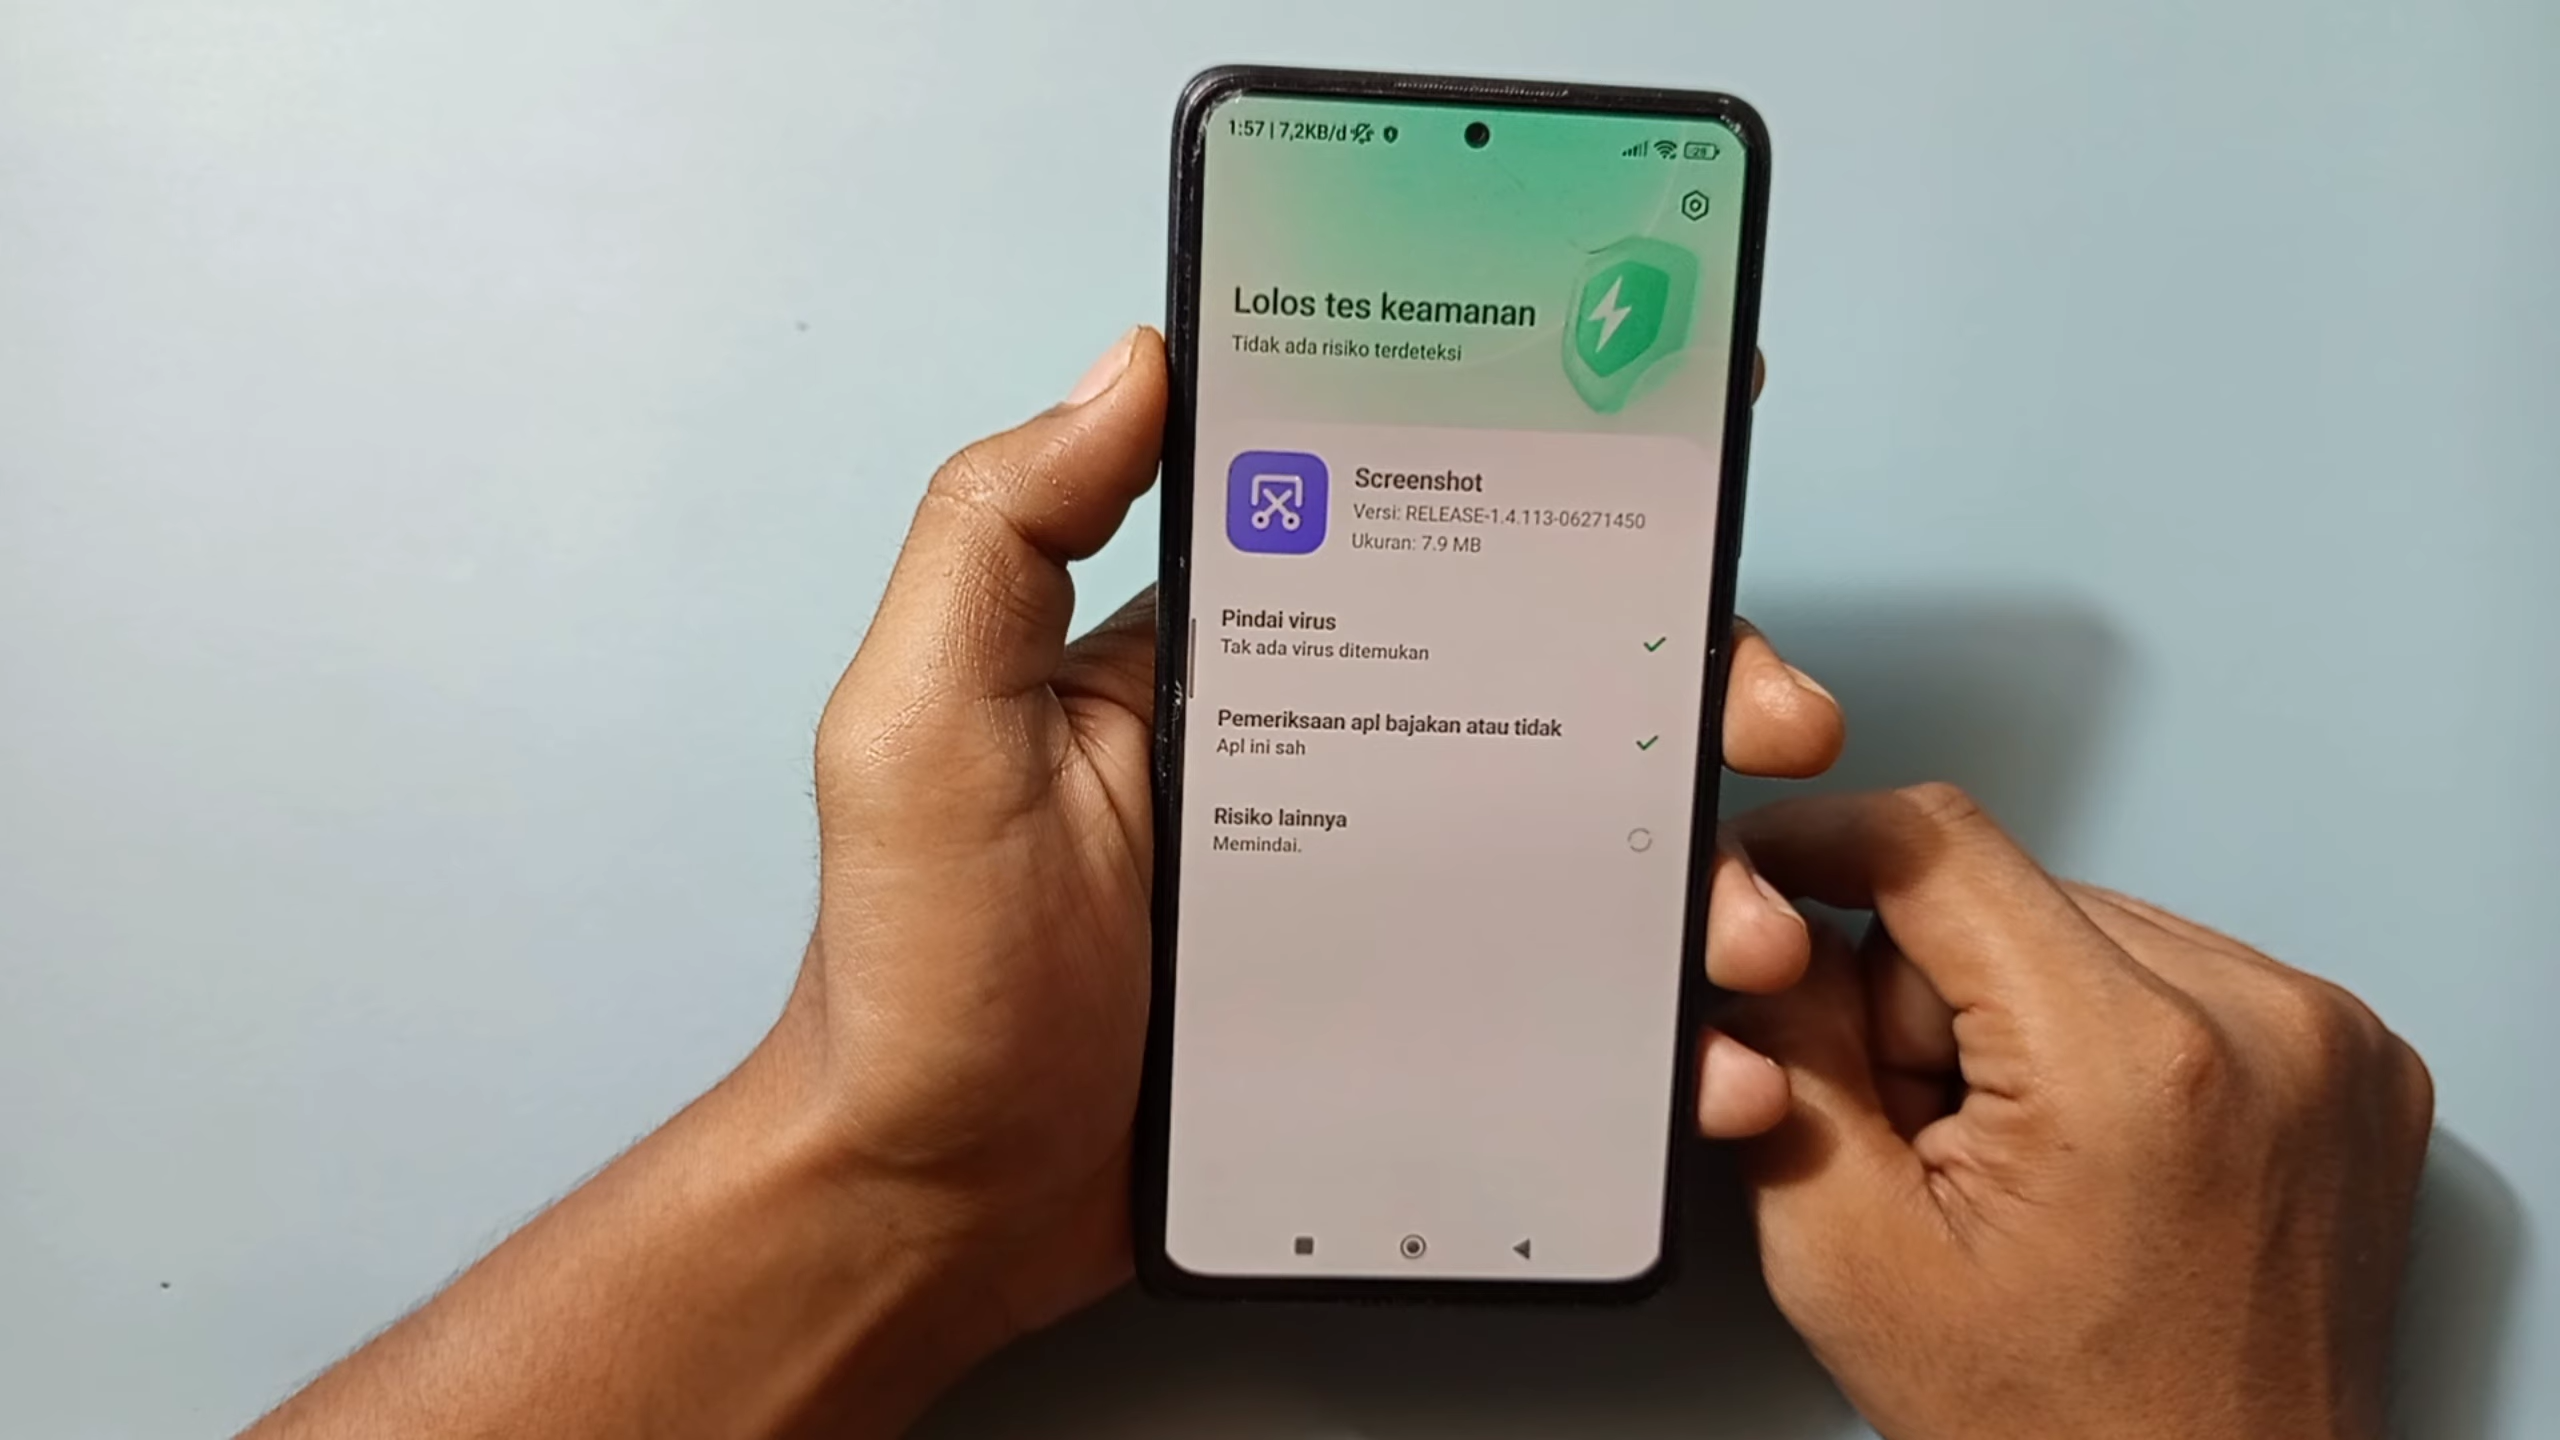 1:57 | 7,2KB/d
28
Lolos tes keamanan
Tidak ada risiko terdeteksi
Screenshot
Versi: RELEASE-1.4.113-06271450
Ukuran: 7.9 MB
Pindai virus
Tak ada virus ditemukan
Pemeriksaan apl bajakan atau tidak
Apl ini sah
Risiko lainnya
Memindai.